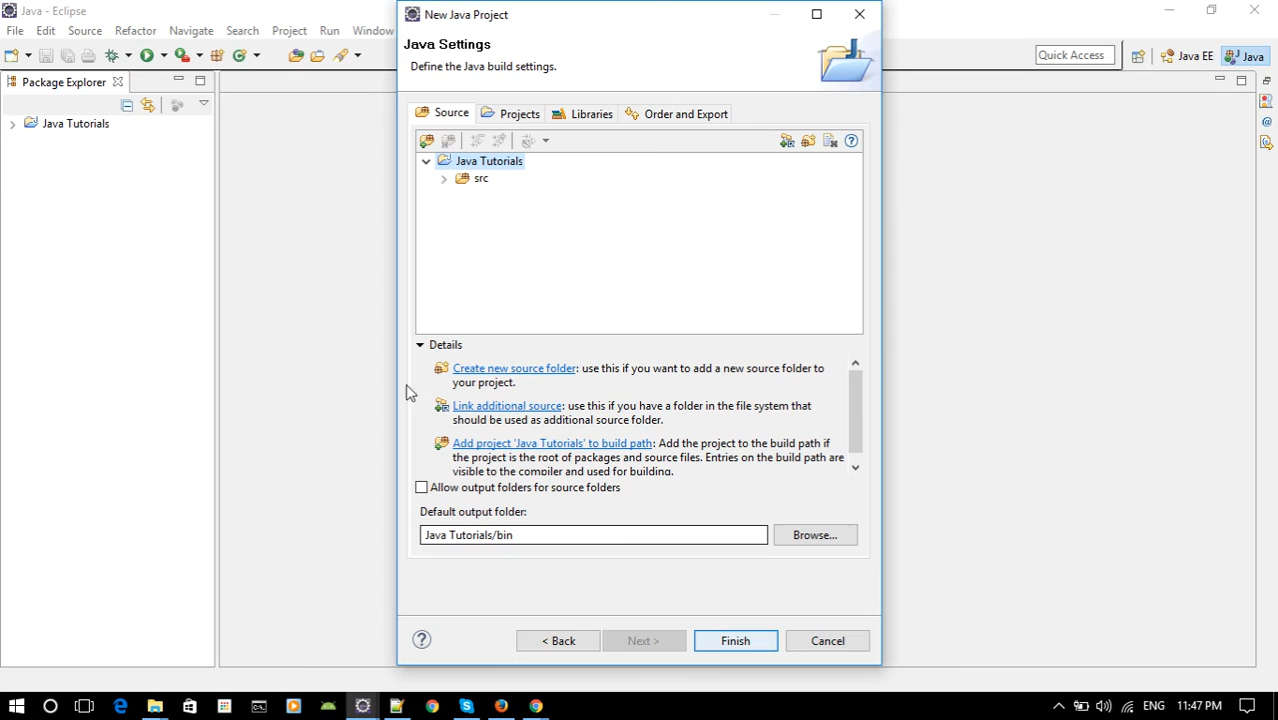 Java - Eclipse
File Edit Source Refactor Navigate Search Project Run Window
Quick Access
Java EE
Java
Package Explorer
Java Tutorials
New Java Project
Java Settings
Define the Java build settings.
Source Projects Libraries Order and Export
Java Tutorials
src
Details
Create new source folder: use this if you want to add a new source folder to
your project.
Link additional source: use this if you have a folder in the file system that
should be used as additional source folder.
Add project 'Java Tutorials' to build path: Add the project to the build path if
the project is the root of packages and source files. Entries on the build path are
visible to the compiler and used for building.
Allow output folders for source folders
Default output folder:
Java Tutorials/bin
Browse...
< Back Next > Finish Cancel
ENG 11:47 PM